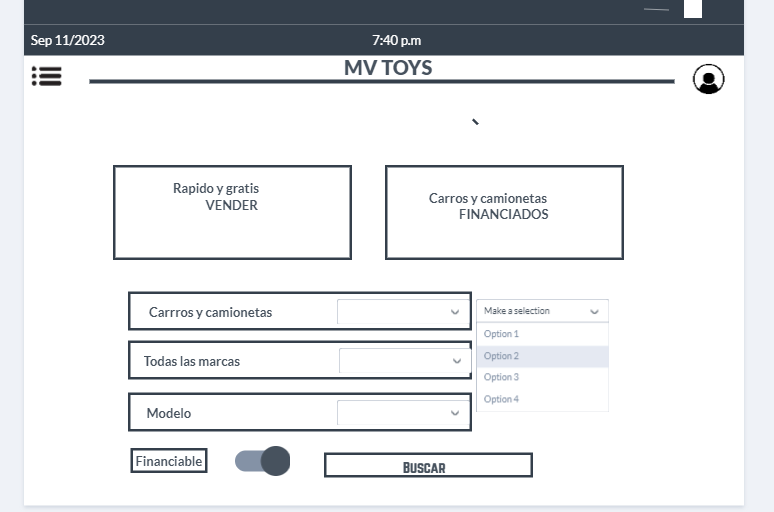 Sep 11/2023
7:40 p.m
MV TOYS
Rapido y gratis
VENDER
Carros y camionetas
FINANCIADOS
Carrros y camionetas
Make a selection
Option 1
Option 2
Option 3
Option 4
Todas las marcas
Modelo
Financiable
BUSCAR